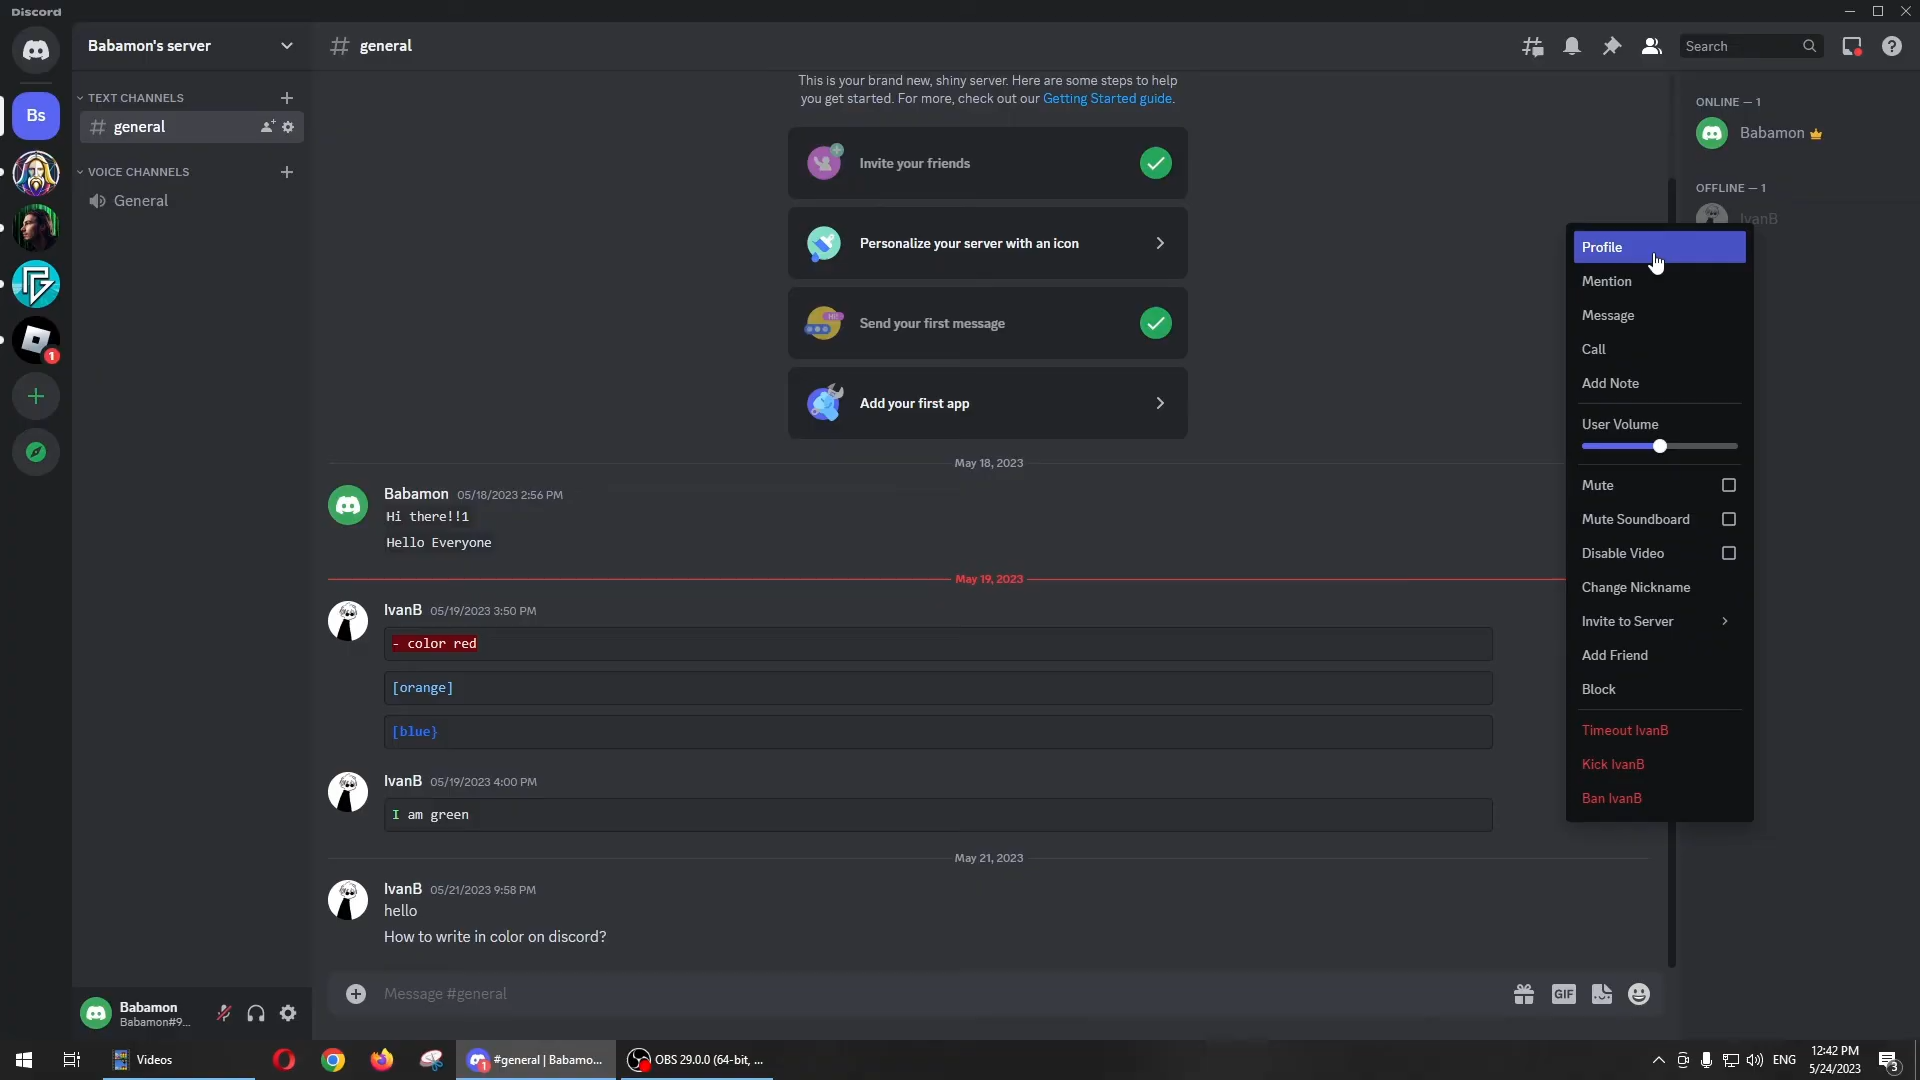 Discord
Babamon's server
TEXT CHANNELS
general
VOICE CHANNELS
General
Bs
1
Babamon
Babamon#9...
general
Search
This is your brand new, shiny server. Here are some steps to help
you get started. For more, check out our Getting Started guide.
Invite your friends
Personalize your server with an icon
Send your first message
Add your first app
May 18, 2023
Babamon 05/18/2023 2:56 PM
Hi there!!1
Hello Everyone
May 19, 2023
IvanB 05/19/2023 3:50 PM
- color red
[orange]
[blue}
IvanB 05/19/2023 4:00 PM
I am green
May 21, 2023
IvanB 05/21/2023 9:58 PM
hello
How to write in color on discord?
Message #general
GIF
ONLINE — 1
Babamon
OFFLINE — 1
IvanB
Profile
Mention
Message
Call
Add Note
User Volume
Mute
Mute Soundboard
Disable Video
Change Nickname
Invite to Server
Add Friend
Block
Timeout IvanB
Kick IvanB
Ban IvanB
Videos
1
#general | Babamo...
OBS 29.0.0 (64-bit, ...
ENG
12:42 PM
5/24/2023
3